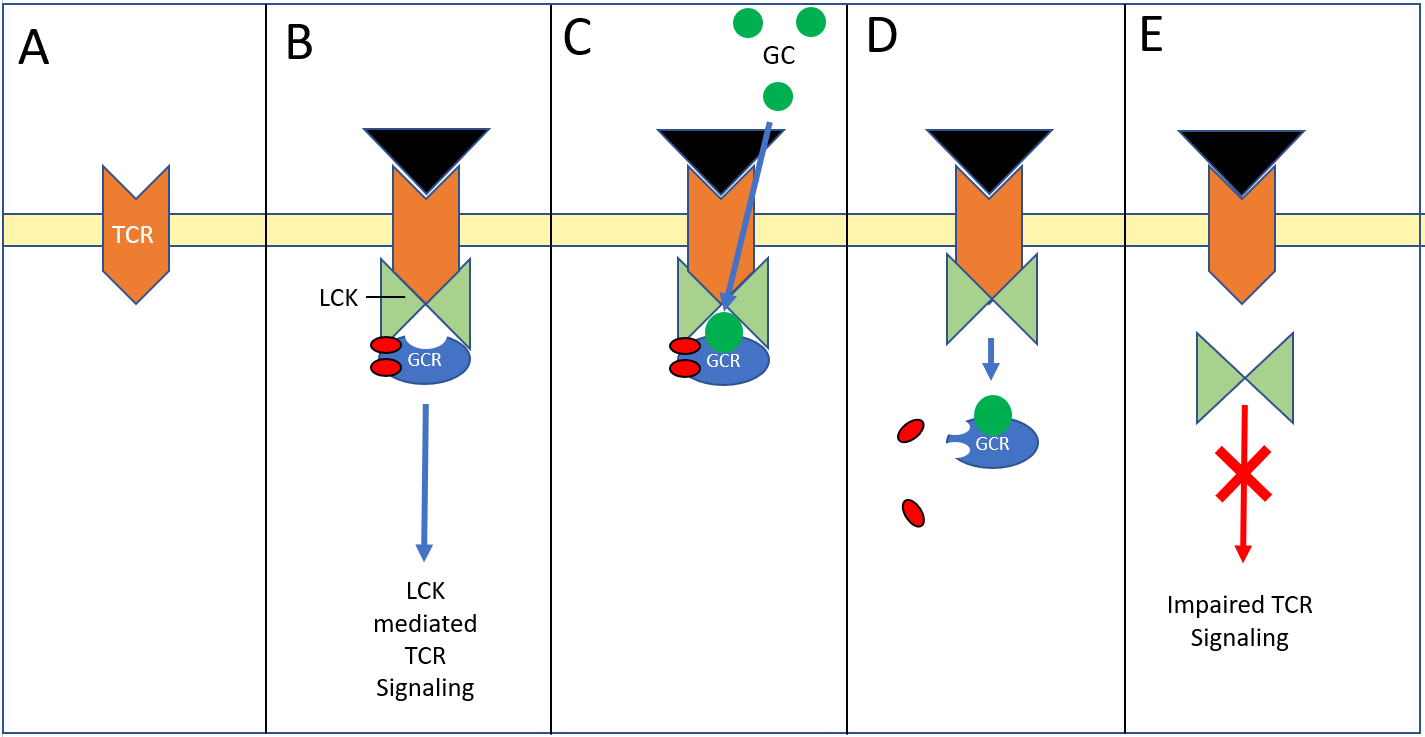 A
TCR
B
LCK
GCR
LCK
mediated
TCR
Signaling
C
GC
GCR
D
GCR
E
Impaired TCR
Signaling